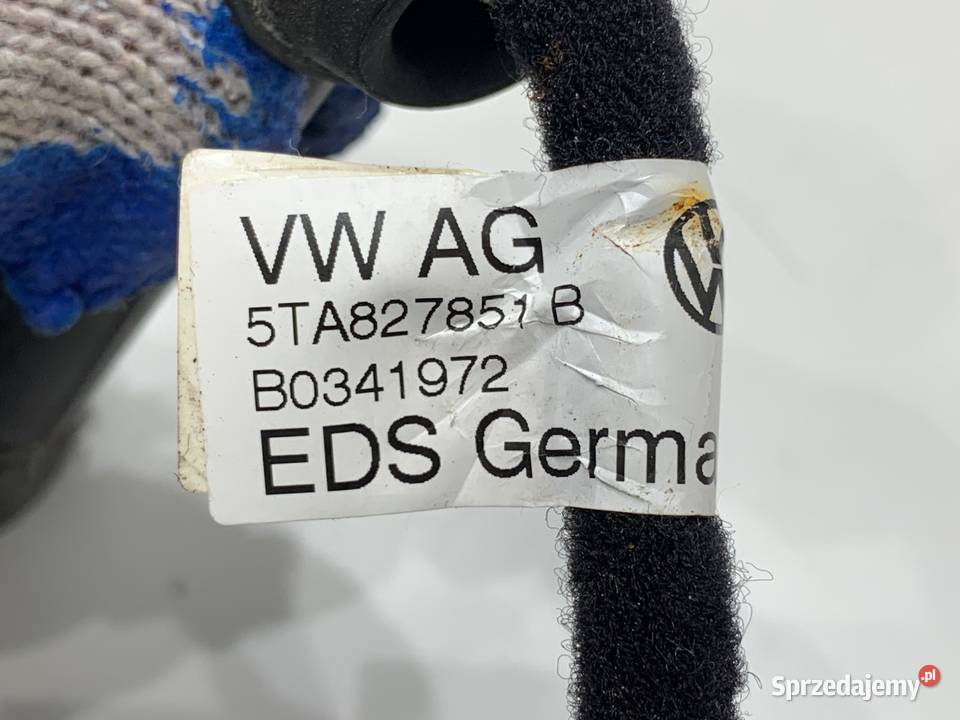 VW AG
5TA827851 B
B0341972
EDS Germa
Sprzedajemy.pl